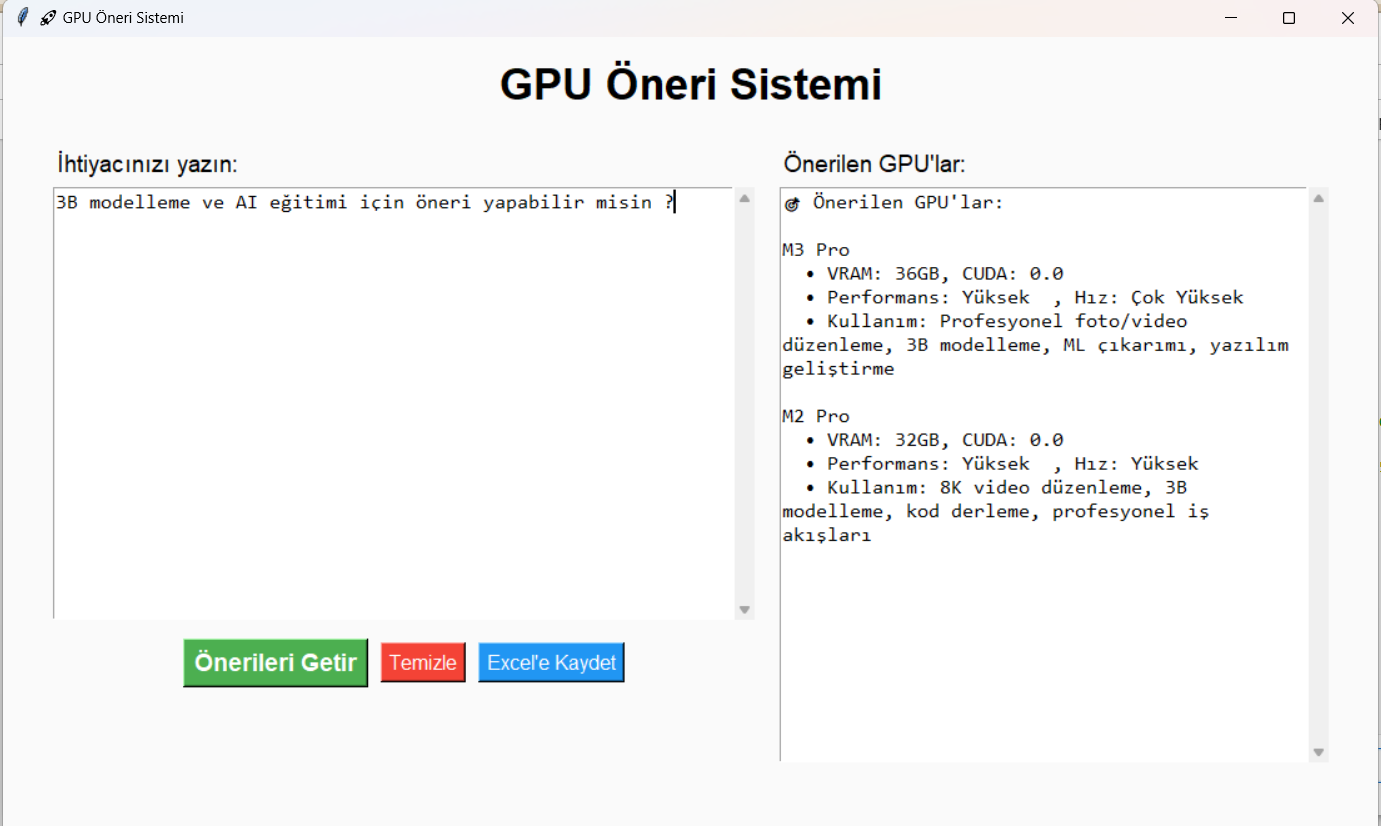 GPU Öneri Sistemi
GPU Öneri Sistemi
İhtiyacınızı yazın:
3B modelleme ve AI eğitimi için öneri yapabilir misin ?
Önerileri Getir
Temizle
Excel'e Kaydet
Önerilen GPU'lar:
Önerilen GPU'lar:
M3 Pro
• VRAM: 36GB, CUDA: 0.0
• Performans: Yüksek  , Hız: Çok Yüksek
• Kullanım: Profesyonel foto/video
düzenleme, 3B modelleme, ML çıkarımı, yazılım
geliştirme
M2 Pro
• VRAM: 32GB, CUDA: 0.0
• Performans: Yüksek  , Hız: Yüksek
• Kullanım: 8K video düzenleme, 3B
modelleme, kod derleme, profesyonel iş
akışları